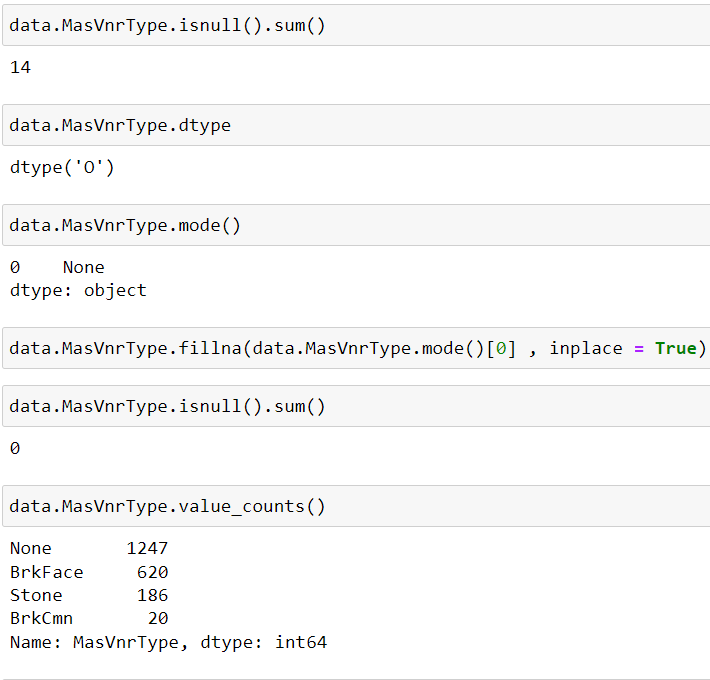 data.MasVnrType.isnull().sum()
14
data.MasVnrType.dtype
dtype('O')
data.MasVnrType.mode()
0    None
dtype: object
data.MasVnrType.fillna(data.MasVnrType.mode()[0] , inplace = True)
data.MasVnrType.isnull().sum()
0
data.MasVnrType.value_counts()
None       1247
BrkFace     620
Stone       186
BrkCmn       20
Name: MasVnrType, dtype: int64